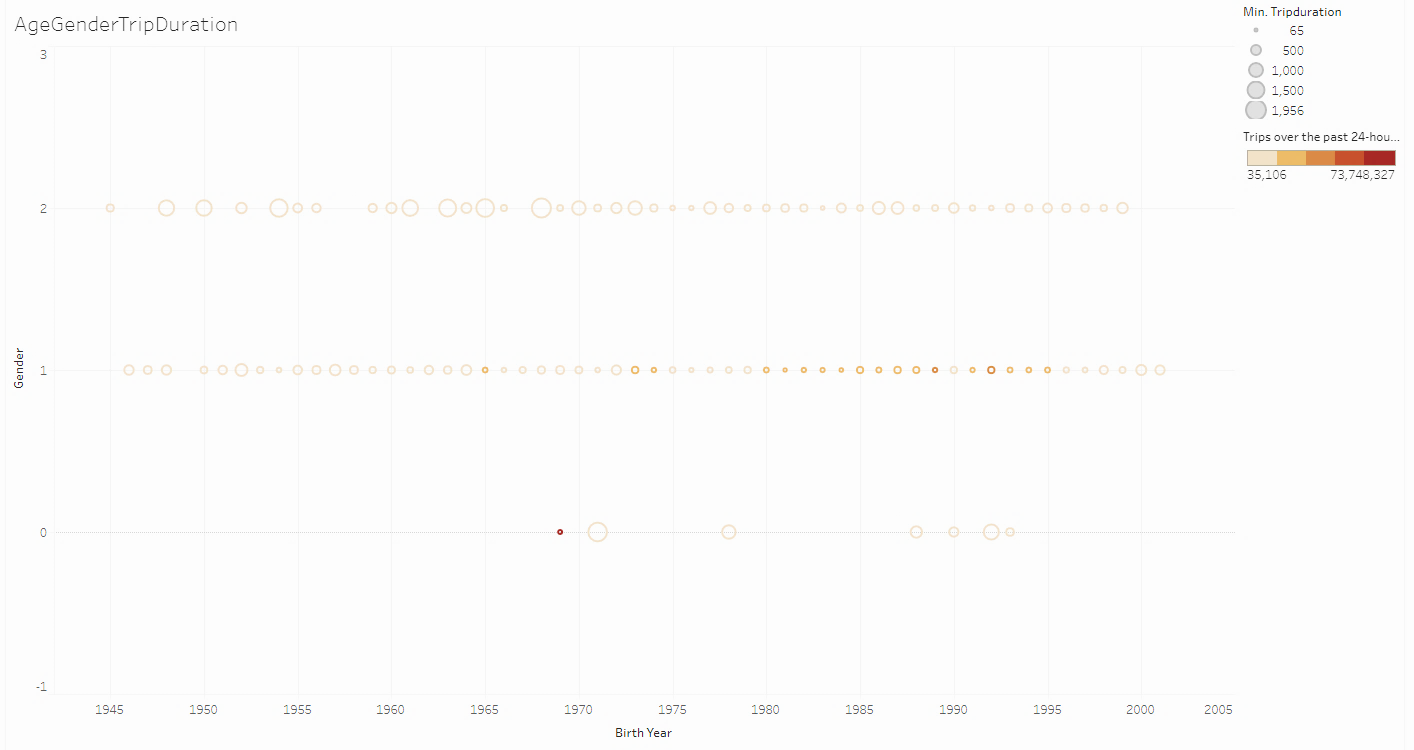 AgeGenderTripDuration
Min. Tripduration
65
500
1,000
1,500
1,956
Trips over the past 24-hou...
35,106 73,748,327
3
2
1
0
-1
Gender
1945 1950 1955 1960 1965 1970 1975 1980 1985 1990 1995 2000 2005
Birth Year